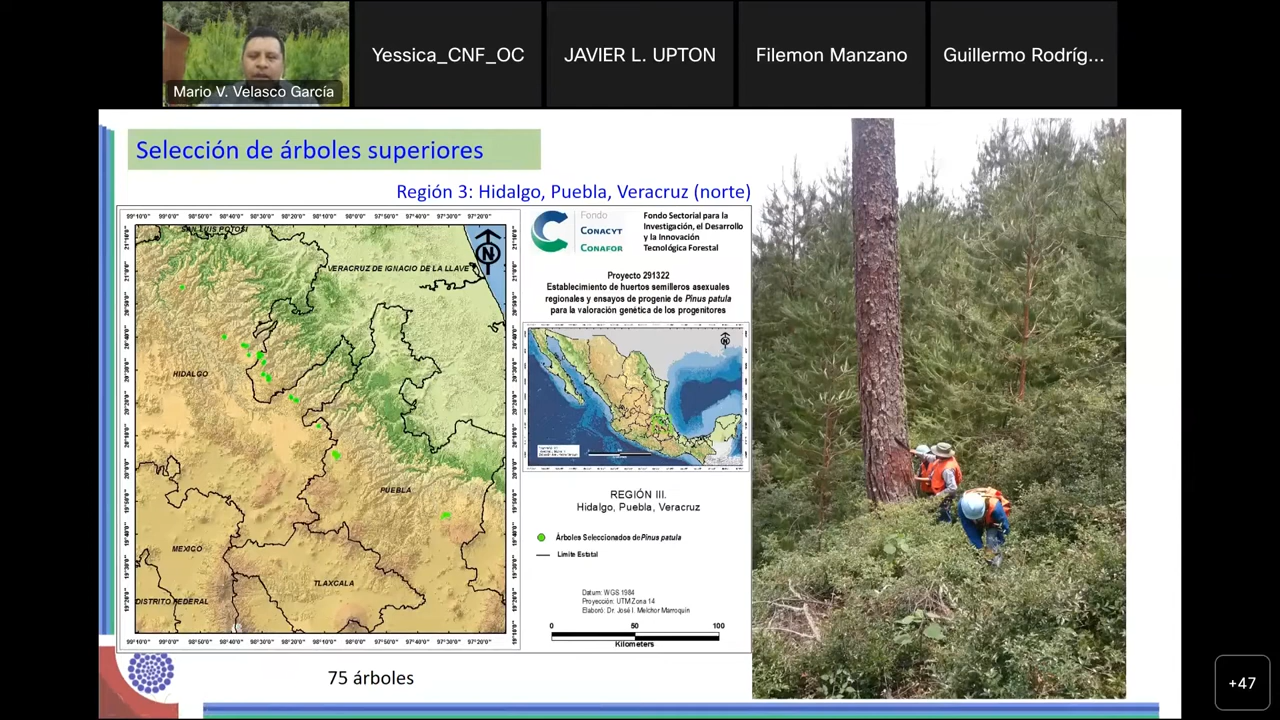 Mario V. Velasco García
Yessica_CNF_OC
JAVIER L. UPTON
Filemon Manzano
Guillermo Rodríg...
Selección de árboles superiores
Región 3: Hidalgo, Puebla, Veracruz (norte)
SAN LUIS POTOSÍ
VERACRUZ DE IGNACIO DE LA LLAVE
N
HIDALGO
PUEBLA
MEXICO
TLAXCALA
DISTRITO FEDERAL
Fondo
CONACYT
CONAFOR
Fondo Sectorial para la
Investigación, el Desarrollo
y la Innovación
Tecnológica Forestal
Proyecto 291322
Establecimiento de huertos semilleros asexuales
regionales y ensayos de progenie de Pinus patula
para la valoración genética de los progenitores
N
REGIÓN III.
Hidalgo, Puebla, Veracruz
Árboles Seleccionados de Pinus patula
Limite Estatal
Datum: WGS 1984
Proyección: UTM Zona 14
Elaboró: Dr. José I. Melchor Marroquín
0 50 100
Kilometers
75 árboles
+47